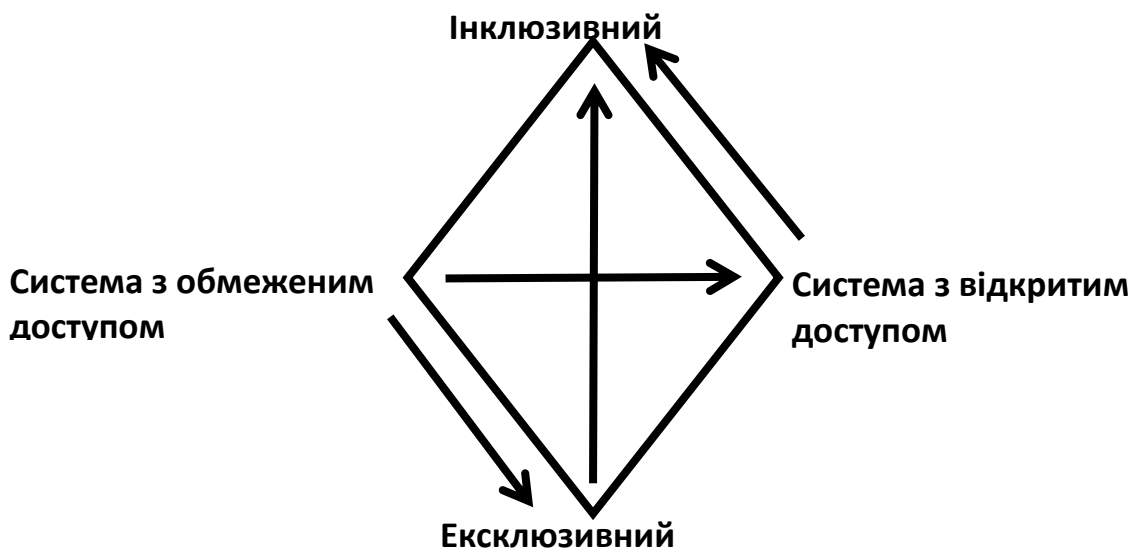 Інклюзивний
Система з обмеженим
доступом
Система з відкритим
доступом
Ексклюзивний